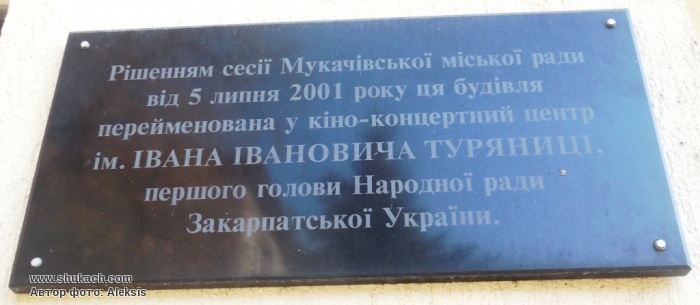 Рішенням сесії Мукачівської міської ради
від 5 липня 2001 року ця будівля
перейменована у кіно-концертний центр
ім. ІВАНА ІВАНОВИЧА ТУРЯНИЦІ,
першого голови Народної ради
Закарпатської України.
www.shukach.com
Автор фото: Aleksis